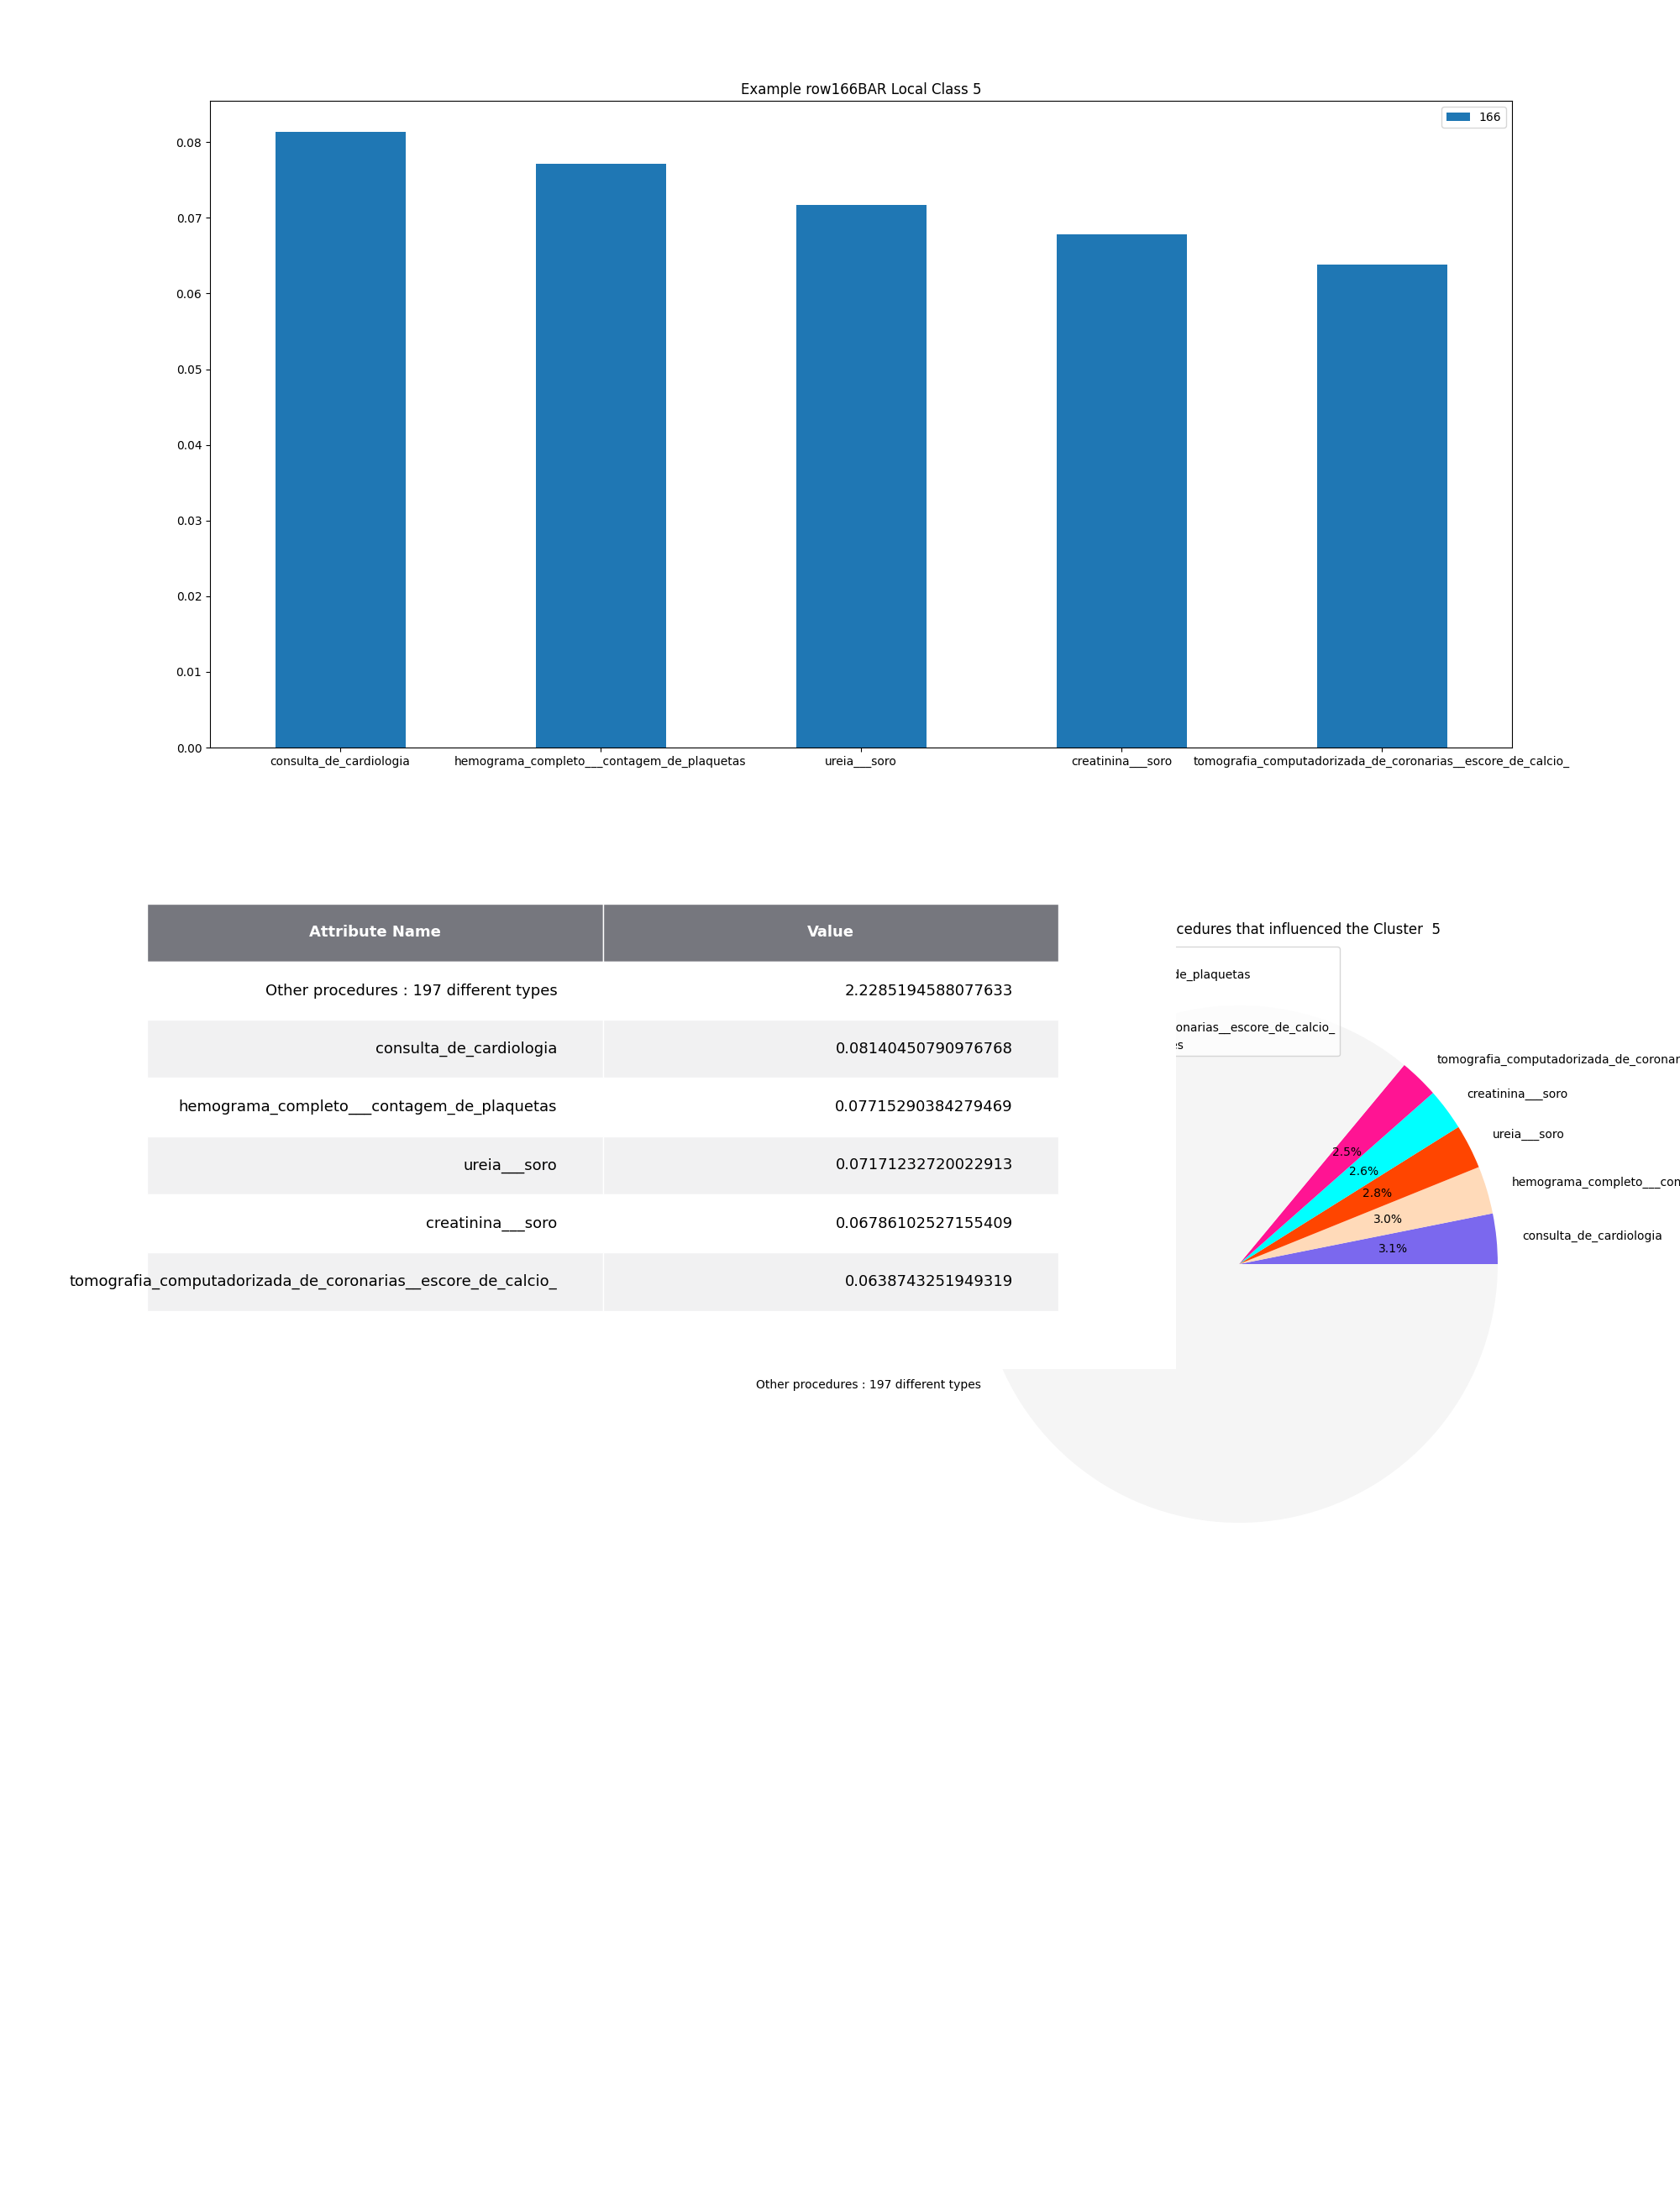 Example row166BAR Local Class 5
166
0.08
0.07
0.06
0.05
0.04
0.03
0.02
0.01
0.00
consulta_de_cardiologia
hemograma_completo___contagem_de_plaquetas
ureia___soro
creatinina___soro
tomografia_computadorizada_de_coronarias__escore_de_calcio_
Attribute Name Value
Other procedures : 197 different types 2.2285194588077633
consulta_de_cardiologia 0.08140450790976768
hemograma_completo___contagem_de_plaquetas 0.07715290384279469
ureia___soro 0.07171232720022913
creatinina___soro 0.06786102527155409
tomografia_computadorizada_de_coronarias__escore_de_calcio_ 0.0638743251949319
cedures that influenced the Cluster 5
de_plaquetas
onarias__escore_de_calcio_
es
tomografia_computadorizada_de_coronar
creatinina___soro
ureia___soro
hemograma_completo___con
consulta_de_cardiologia
2.5%
2.6%
2.8%
3.0%
3.1%
Other procedures : 197 different types